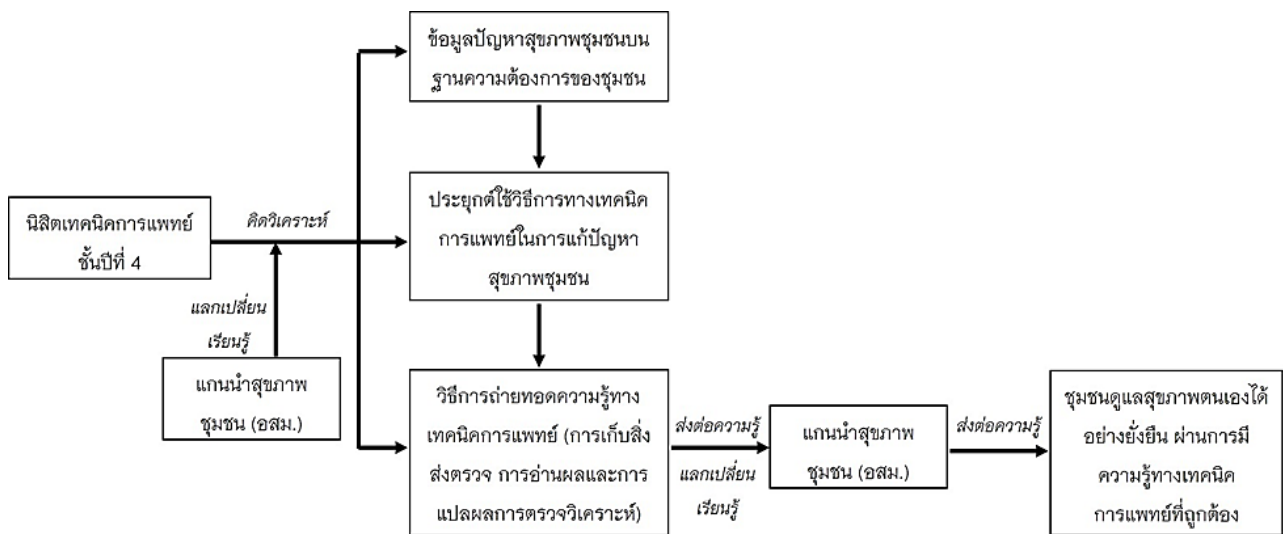 ข้อมูลปัญหาสุขภาพชุมชนบน
ฐานความต้องการของชุมชน
นิสิตเทคนิคการแพทย์
ชั้นปีที่ 4
คิดวิเคราะห์
ประยุกต์ใช้วิธีการทางเทคนิค
การแพทย์ในการแก้ปัญหา
สุขภาพชุมชน
แลกเปลี่ยน
เรียนรู้
แกนนำสุขภาพ
ชุมชน (อสม.)
วิธีการถ่ายทอดความรู้ทาง
เทคนิคการแพทย์ (การเก็บสิ่ง
ส่งตรวจ การอ่านผลและการ
แปลผลการตรวจวิเคราะห์)
ส่งต่อความรู้
แลกเปลี่ยน
เรียนรู้
แกนนำสุขภาพ
ชุมชน (อสม.)
ส่งต่อความรู้
ชุมชนดูแลสุขภาพตนเองได้
อย่างยั่งยืน ผ่านการมี
ความรู้ทางเทคนิค
การแพทย์ที่ถูกต้อง